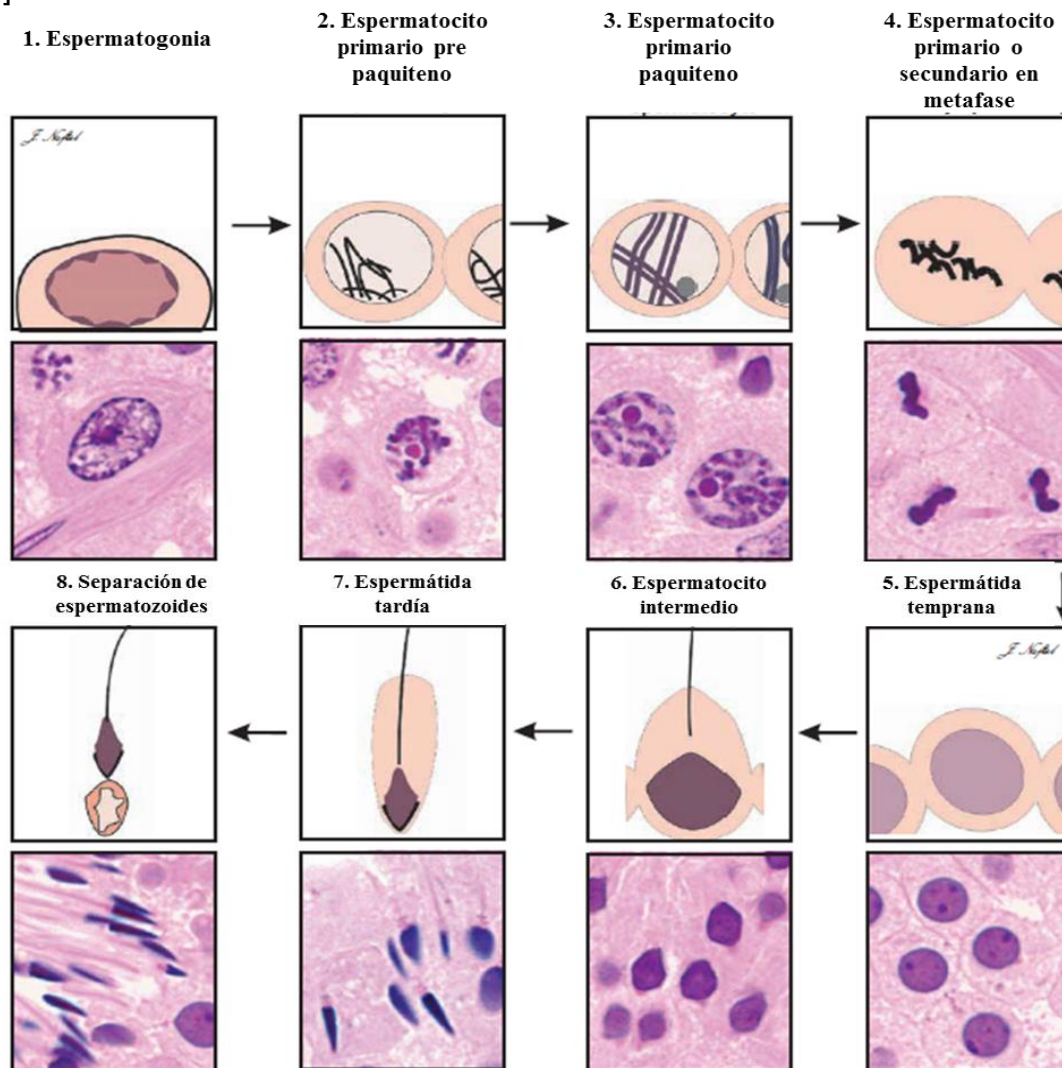 1. Espermatogonia
2. Espermatocito
primario pre
paquiteno
3. Espermatocito
primario
paquiteno
4. Espermatocito
primario o
secundario en
metafase
8. Separación de
espermatozoides
7. Espermátida
tardía
6. Espermatocito
intermedio
5. Espermátida
temprana